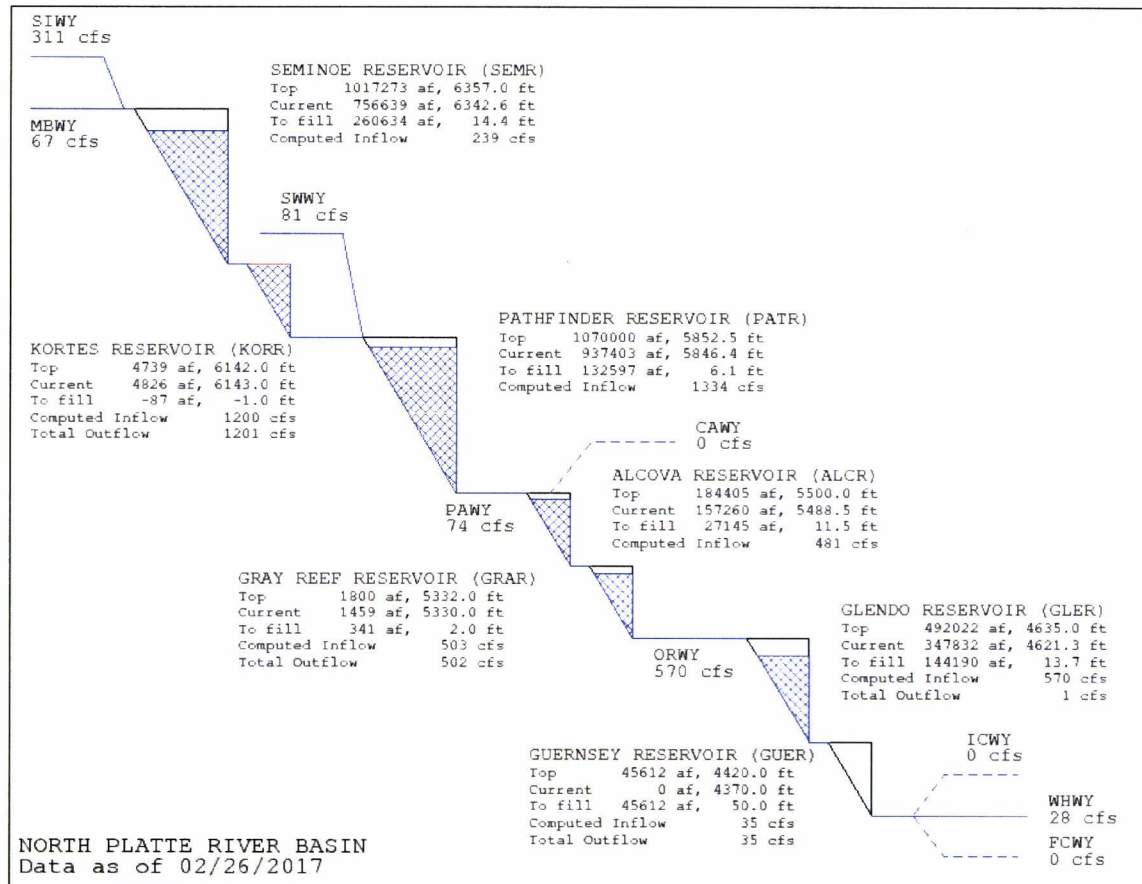 SIWY
311 cfs
MBWY
67 cfs
SEMINOE RESERVOIR (SEMR)
Top 1017273 af, 6357.0 ft
Current 756639 af, 6342.6 ft
To fill 260634 af, 14.4 ft
Computed Inflow 239 cfs
SWWY
81 cfs
KORTES RESERVOIR (KORR)
Top 4739 af, 6142.0 ft
Current 4826 af, 6143.0 ft
To fill -87 af, -1.0 ft
Computed Inflow 1200 cfs
Total Outflow 1201 cfs
PATHFINDER RESERVOIR (PATR)
Top 1070000 af, 5852.5 ft
Current 937403 af, 5846.4 ft
To fill 132597 af, 6.1 ft
Computed Inflow 1334 cfs
CAWY
0 cfs
PAWY
74 cfs
ALCOVA RESERVOIR (ALCR)
Top 184405 af, 5500.0 ft
Current 157260 af, 5488.5 ft
To fill 27145 af, 11.5 ft
Computed Inflow 481 cfs
GRAY REEF RESERVOIR (GRAR)
Top 1800 af, 5332.0 ft
Current 1459 af, 5330.0 ft
To fill 341 af, 2.0 ft
Computed Inflow 503 cfs
Total Outflow 502 cfs
ORWY
570 cfs
GLENDO RESERVOIR (GLER)
Top 492022 af, 4635.0 ft
Current 347832 af, 4621.3 ft
To fill 144190 af, 13.7 ft
Computed Inflow 570 cfs
Total Outflow 1 cfs
GUERNSEY RESERVOIR (GUER)
Top 45612 af, 4420.0 ft
Current 0 af, 4370.0 ft
To fill 45612 af, 50.0 ft
Computed Inflow 35 cfs
Total Outflow 35 cfs
ICWY
0 cfs
WHWY
28 cfs
FCWY
0 cfs
NORTH PLATTE RIVER BASIN
Data as of 02/26/2017